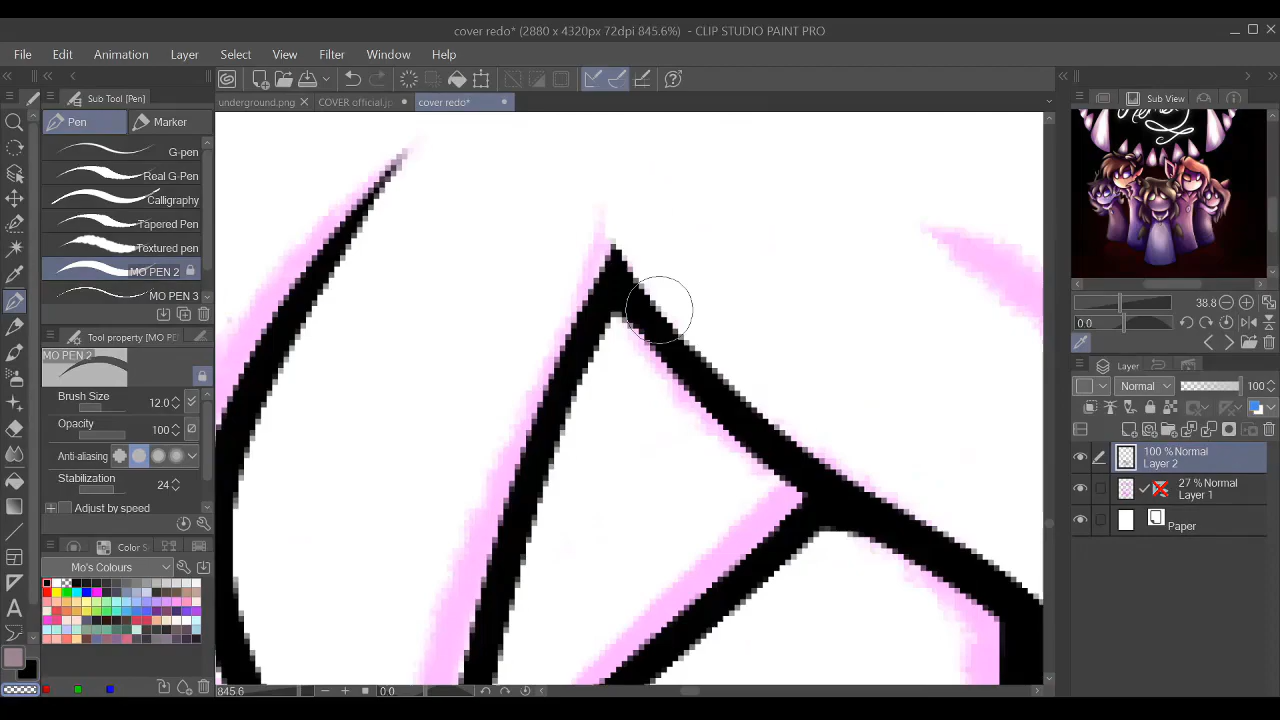 cover redo* (2880 x 4320px 72dpi 845.6%) - CLIP STUDIO PAINT PRO
File Edit Animation Layer Select View Filter Window Help
Sub Tool [Pen]
underground.png COVER official.j cover redo*
Sub View
Pen Marker
G-pen
Real G-Pen
Calligraphy
Tapered Pen
Textured pen
MO PEN 2
MO PEN 3
Tool property [MO PEN 2]
MO PEN 2
Brush Size 12.0
Opacity 100
Anti-aliasing
Stabilization 24
Adjust by speed
Color S
Mo's Colours
845.6 0.0
38.8
0.0
Layer
Normal 100
100 % Normal
Layer 2
27 % Normal
Layer 1
Paper